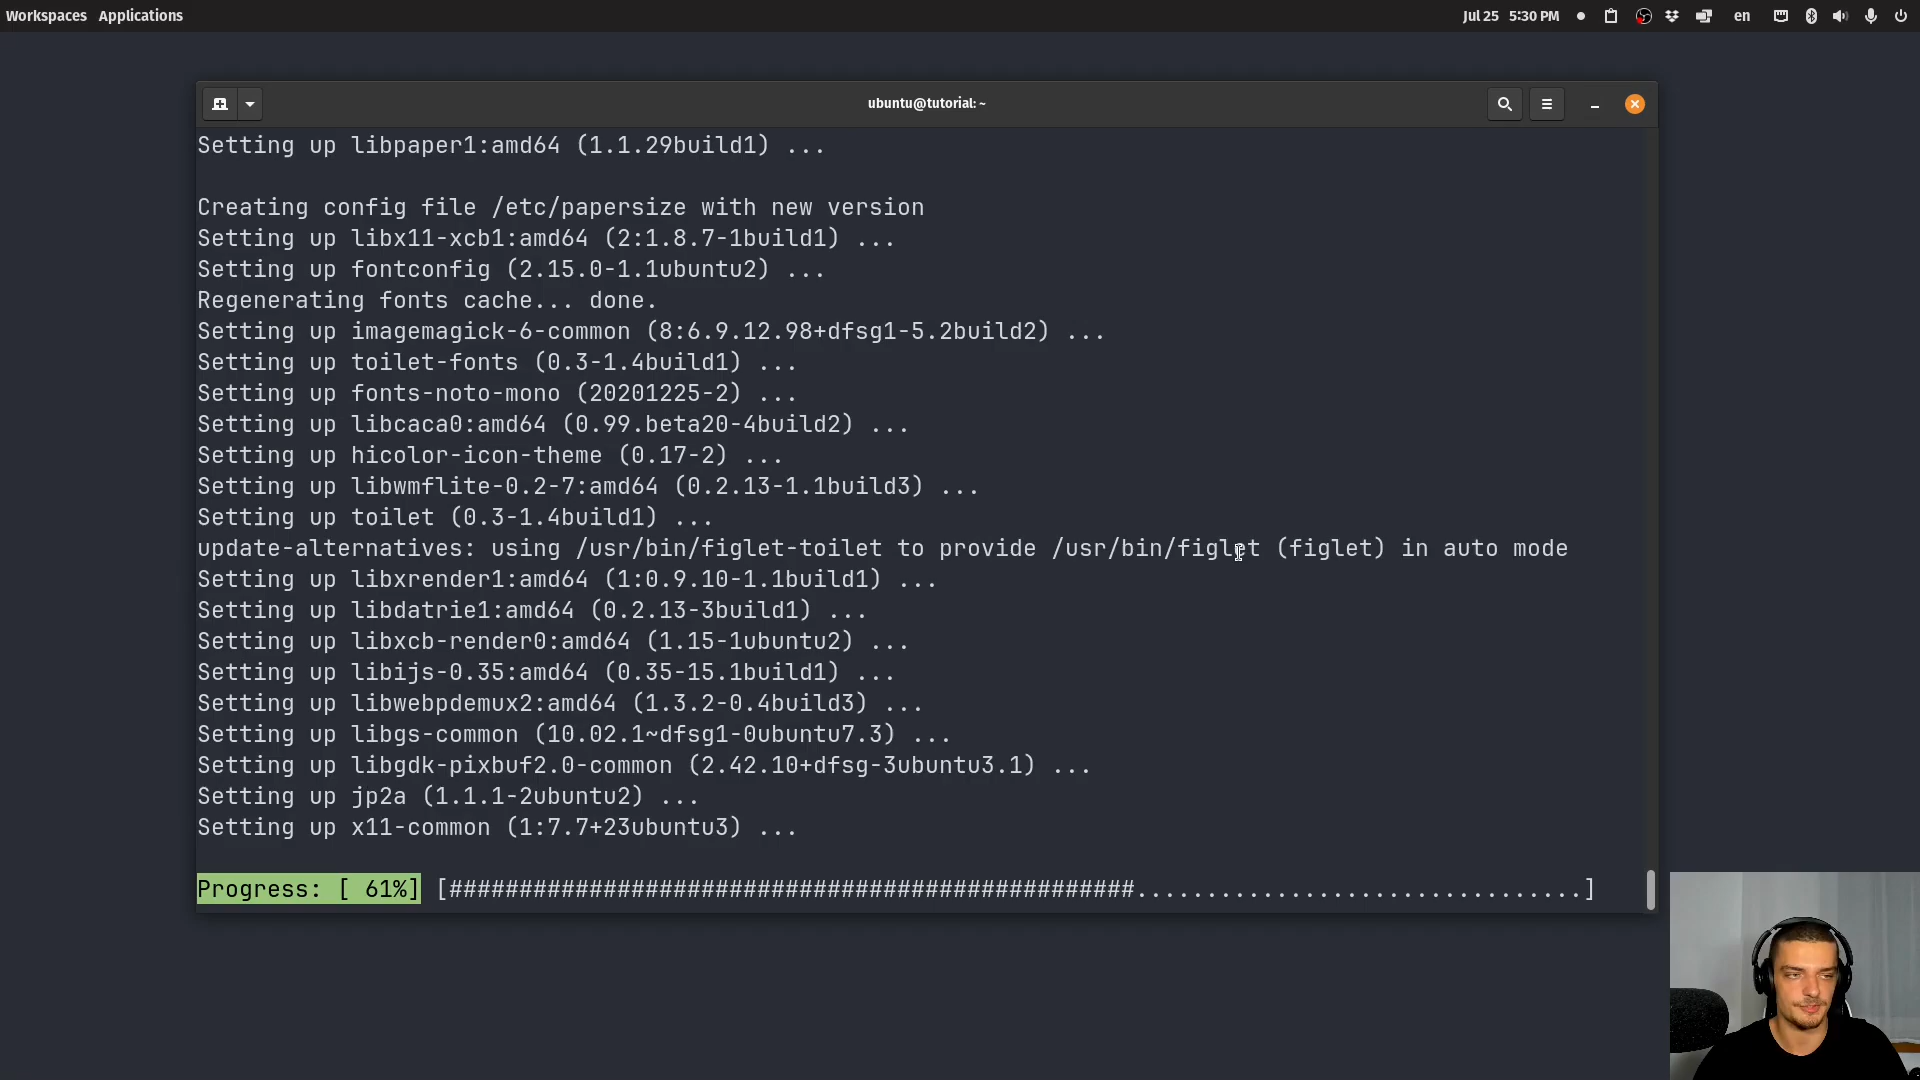 Workspaces Applications
Jul 25 5:30 PM
en
ubuntu@tutorial: ~
Setting up libpaper1:amd64 (1.1.29build1) ...
Creating config file /etc/papersize with new version
Setting up libx11-xcb1:amd64 (2:1.8.7-1build1) ...
Setting up fontconfig (2.15.0-1.1ubuntu2) ...
Regenerating fonts cache... done.
Setting up imagemagick-6-common (8:6.9.12.98+dfsg1-5.2build2) ...
Setting up toilet-fonts (0.3-1.4build1) ...
Setting up fonts-noto-mono (20201225-2) ...
Setting up libcaca0:amd64 (0.99.beta20-4build2) ...
Setting up hicolor-icon-theme (0.17-2) ...
Setting up libwmflite-0.2-7:amd64 (0.2.13-1.1build3) ...
Setting up toilet (0.3-1.4build1) ...
update-alternatives: using /usr/bin/figlet-toilet to provide /usr/bin/figlet (figlet) in auto mode
Setting up libxrender1:amd64 (1:0.9.10-1.1build1) ...
Setting up libdatrie1:amd64 (0.2.13-3build1) ...
Setting up libxcb-render0:amd64 (1.15-1ubuntu2) ...
Setting up libijs-0.35:amd64 (0.35-15.1build1) ...
Setting up libwebpdemux2:amd64 (1.3.2-0.4build3) ...
Setting up libgs-common (10.02.1~dfsg1-0ubuntu7.3) ...
Setting up libgdk-pixbuf2.0-common (2.42.10+dfsg-3ubuntu3.1) ...
Setting up jp2a (1.1.1-2ubuntu2) ...
Setting up x11-common (1:7.7+23ubuntu3) ...
Progress: [ 61%] [#################################################................................]